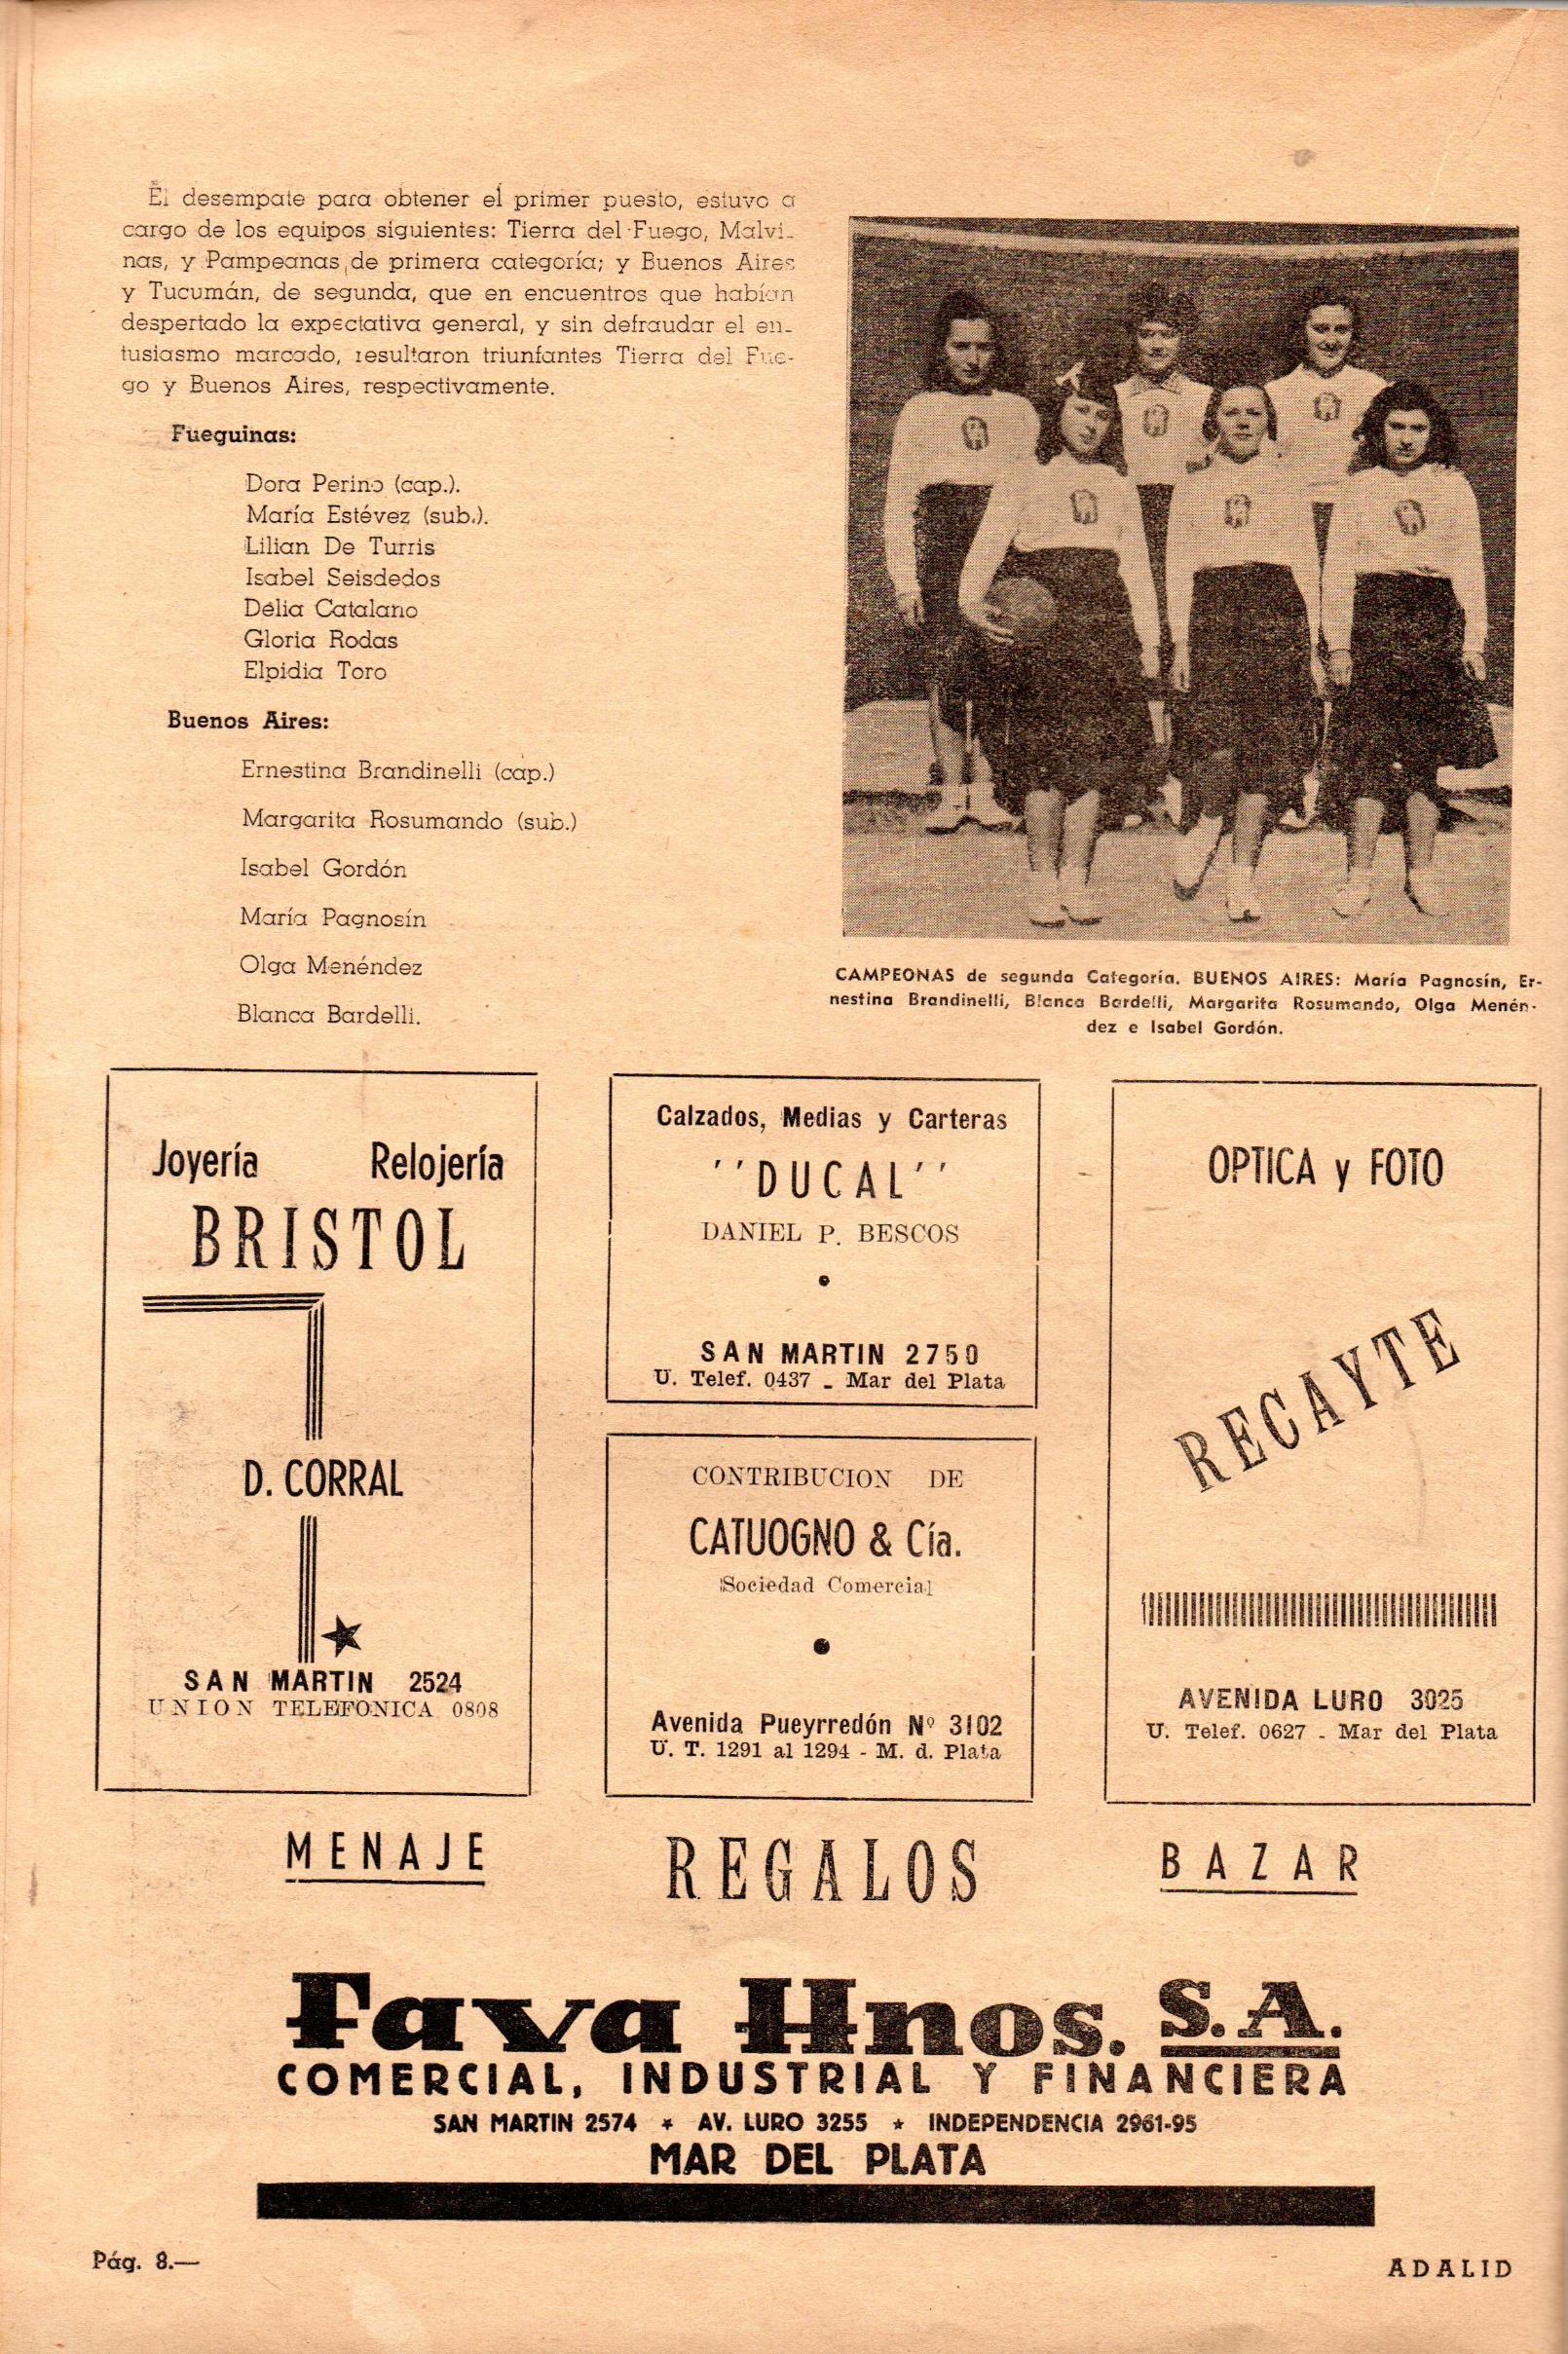 El desempate para obtener el primer puesto, estuvo a
cargo de los equipos siguientes: Tierra del Fuego, Malvi-
nas, y Pampeanas de primera categoría; y Buenos Aires
y Tucumán, de segunda, que en encuentros que habían
despertado la expectativa general, y sin defraudar el en-
tusiasmo marcado, resultaron triunfantes Tierra del Fue-
go y Buenos Aires, respectivamente.
Fueguinas:
Dora Perino (cap.).
María Estévez (sub.).
Lilian De Turris
Isabel Seisdedos
Delia Catalano
Gloria Rodas
Elpidia Toro
Buenos Aires:
Ernestina Brandinelli (cap.)
Margarita Rosumando (sub.)
Isabel Gordón
María Pagnosín
Olga Menéndez
Blanca Bardelli.
CAMPEONAS de segunda Categoría. BUENOS AIRES: María Pagnosín, Er-
nestina Brandinelli, Blanca Bardelli, Margarita Rosumando, Olga Menén-
dez e Isabel Gordón.
Joyería Relojería
BRISTOL
D. CORRAL
SAN MARTIN 2524
UNION TELEFONICA 0808
Calzados, Medias y Carteras
''DUCAL''
DANIEL P. BESCOS
SAN MARTIN 2750
U. Telef. 0437 - Mar del Plata
CONTRIBUCION DE
CATUOGNO & Cía.
Sociedad Comercial
Avenida Pueyrredón Nº 3102
U. T. 1291 al 1294 - M. d. Plata
OPTICA y FOTO
RECAYTE
AVENIDA LURO 3025
U. Telef. 0627 - Mar del Plata
MENAJE REGALOS BAZAR
Fava Hnos. S.A.
COMERCIAL, INDUSTRIAL Y FINANCIERA
SAN MARTIN 2574 ★ AV. LURO 3255 ★ INDEPENDENCIA 2961-95
MAR DEL PLATA
Pág. 8.—
ADALID